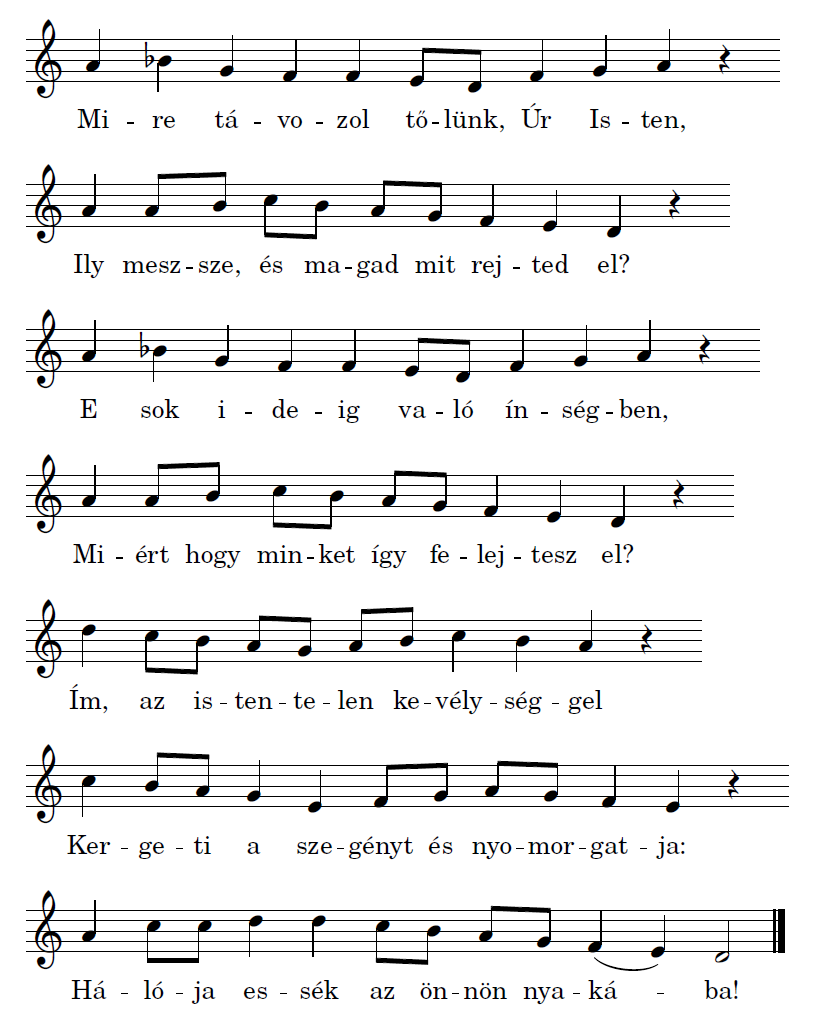 Mi - re tá - vo - zol tő - lünk, Úr Is - ten,
Ily mesz - sze, és ma - gad mit rej - ted el?
E sok i - de - ig va - ló ín - ség - ben,
Mi - ért hogy min - ket így fe - lej - tesz el?
Ím, az is - ten - te - len ke - vély - ség - gel
Ker - ge - ti a sze - gényt és nyo - mor - gat - ja:
Há - ló - ja es - sék az ön - nön nya - ká - ba!